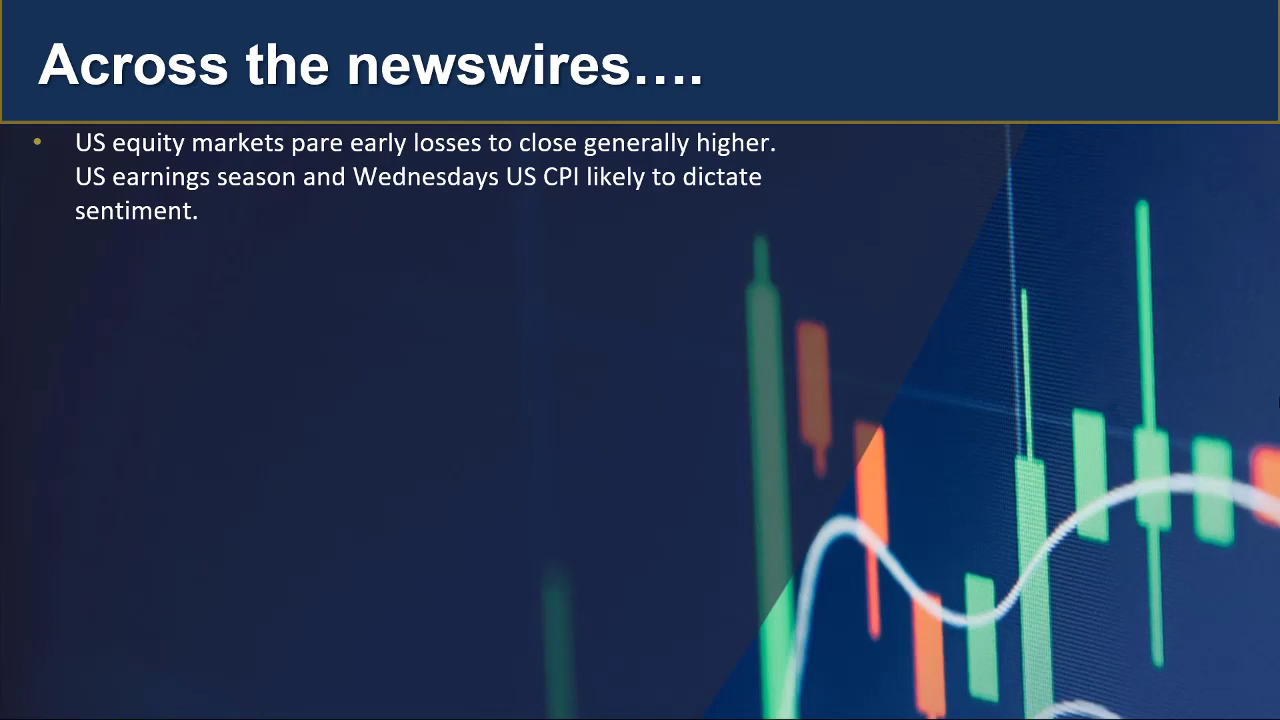 Across the newswires….
• US equity markets pare early losses to close generally higher.
US earnings season and Wednesdays US CPI likely to dictate
sentiment.